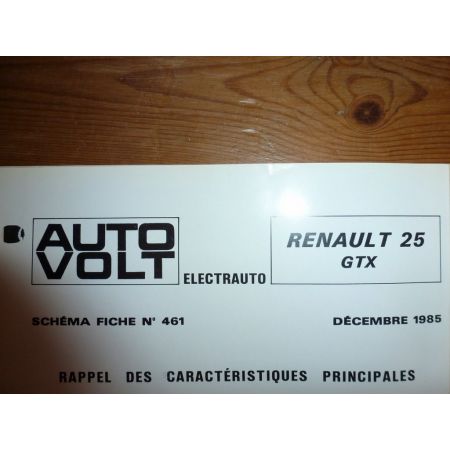 AUTO
VOLT
ELECTRAUTO
RENAULT 25
GTX
SCHÉMA FICHE N° 461
DÉCEMBRE 1985
RAPPEL DES CARACTÉRISTIQUES PRINCIPALES